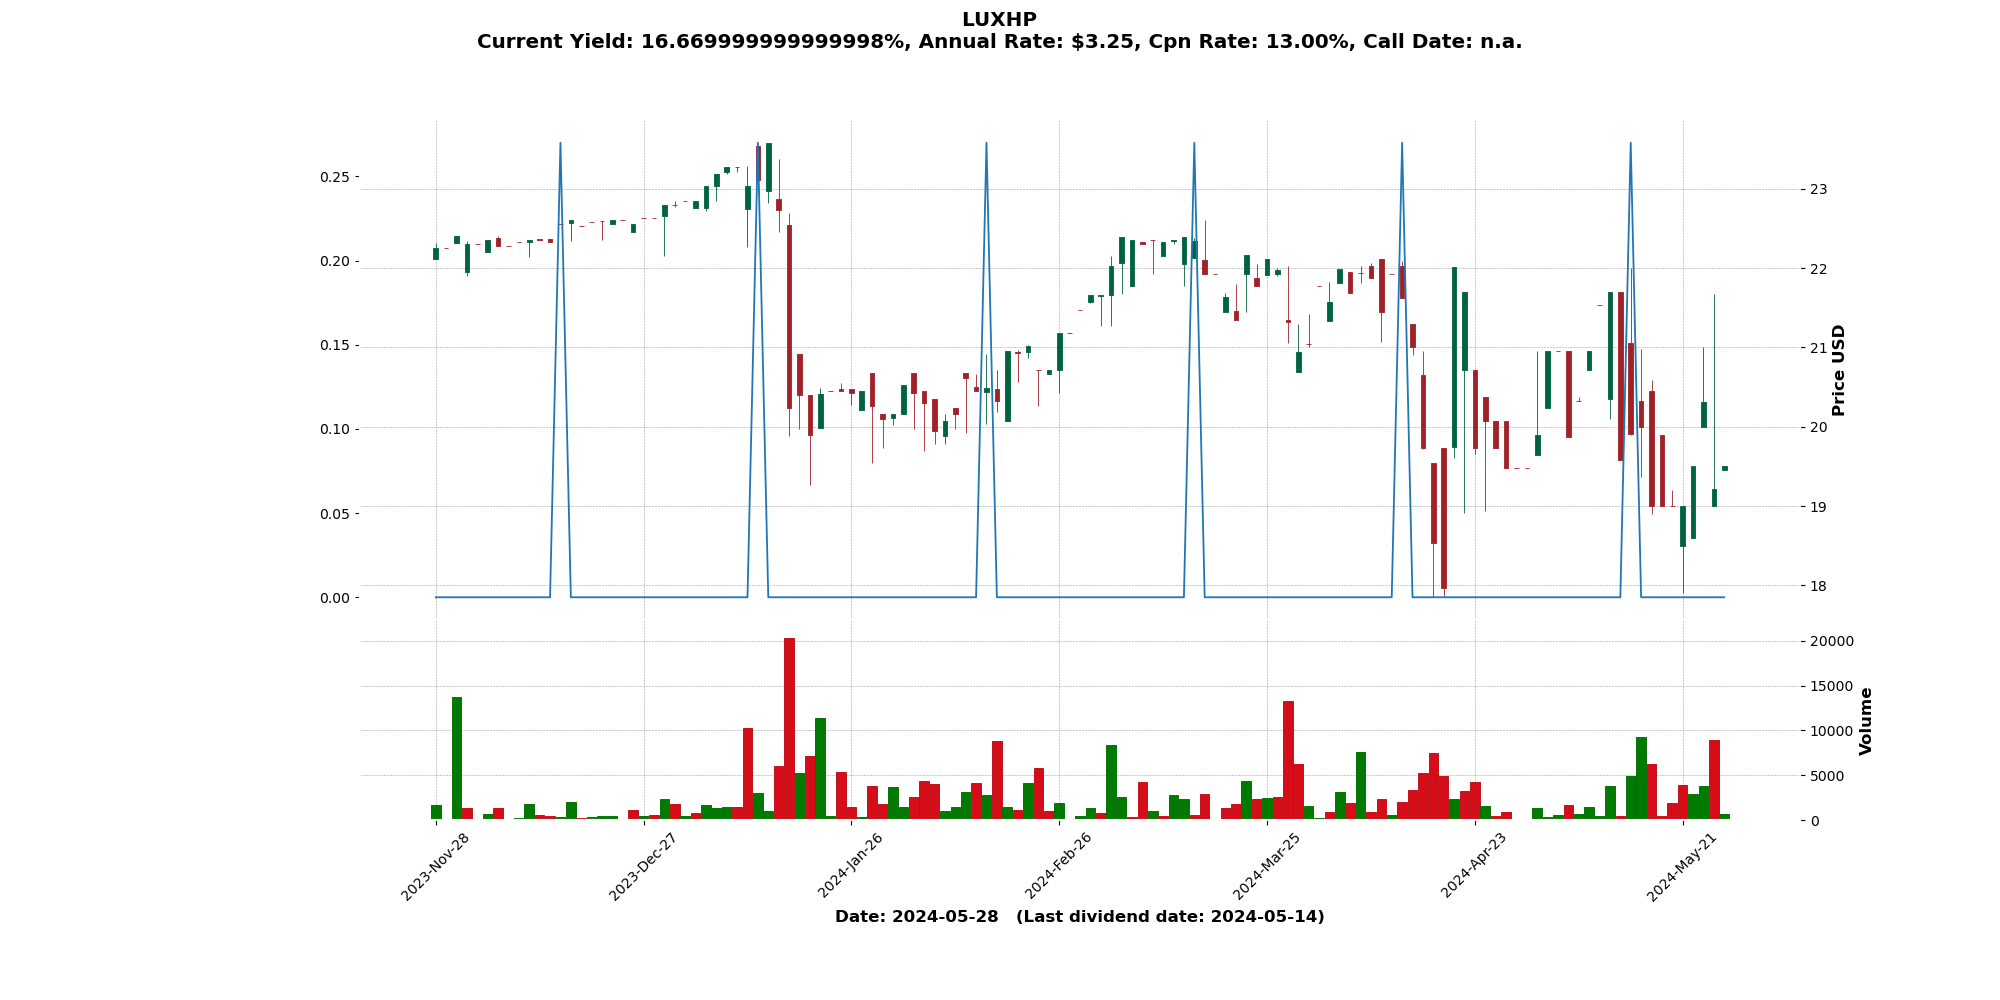 LUXHP
Current Yield: 16.669999999999998%, Annual Rate: $3.25, Cpn Rate: 13.00%, Call Date: n.a.
0.25
0.20
0.15
0.10
0.05
0.00
23
22
21
20
19
18
Price USD
20000
15000
10000
5000
0
Volume
2023-Nov-28
2023-Dec-27
2024-Jan-26
2024-Feb-26
2024-Mar-25
2024-Apr-23
2024-May-21
Date: 2024-05-28   (Last dividend date: 2024-05-14)